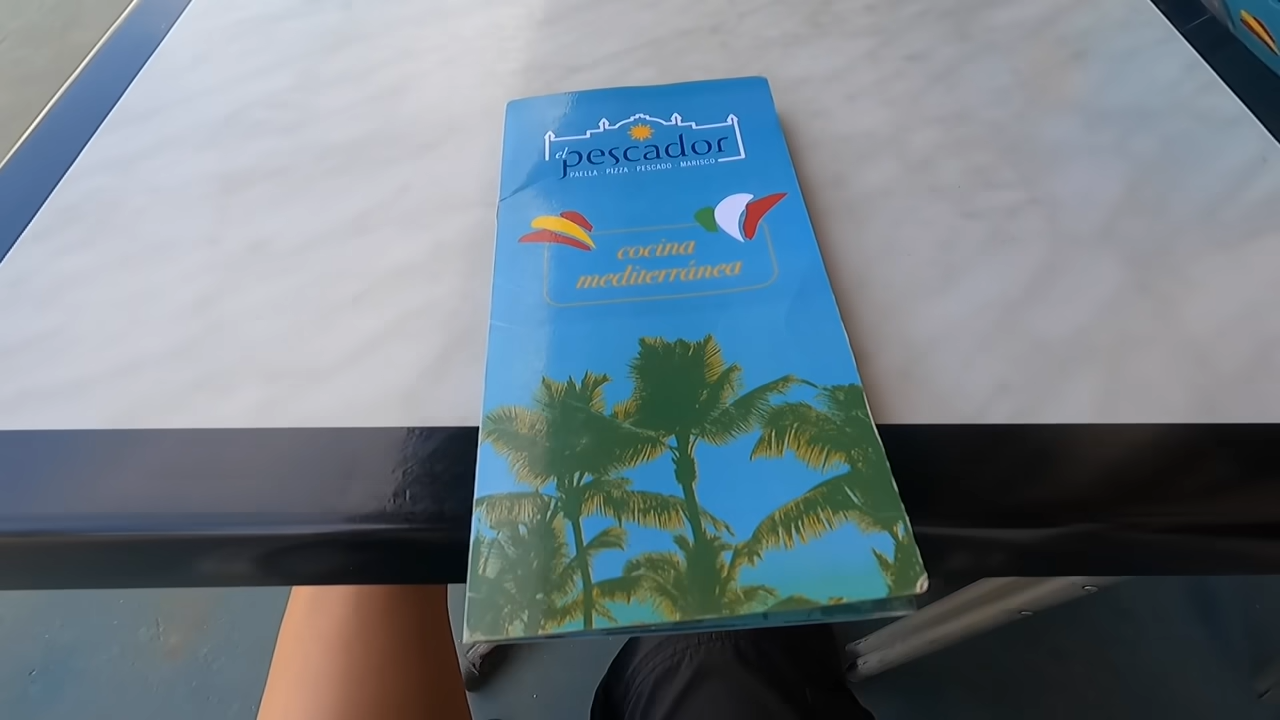 el pescador
PAELLA · PIZZA · PESCADO · MARISCO
cocina
mediterránea